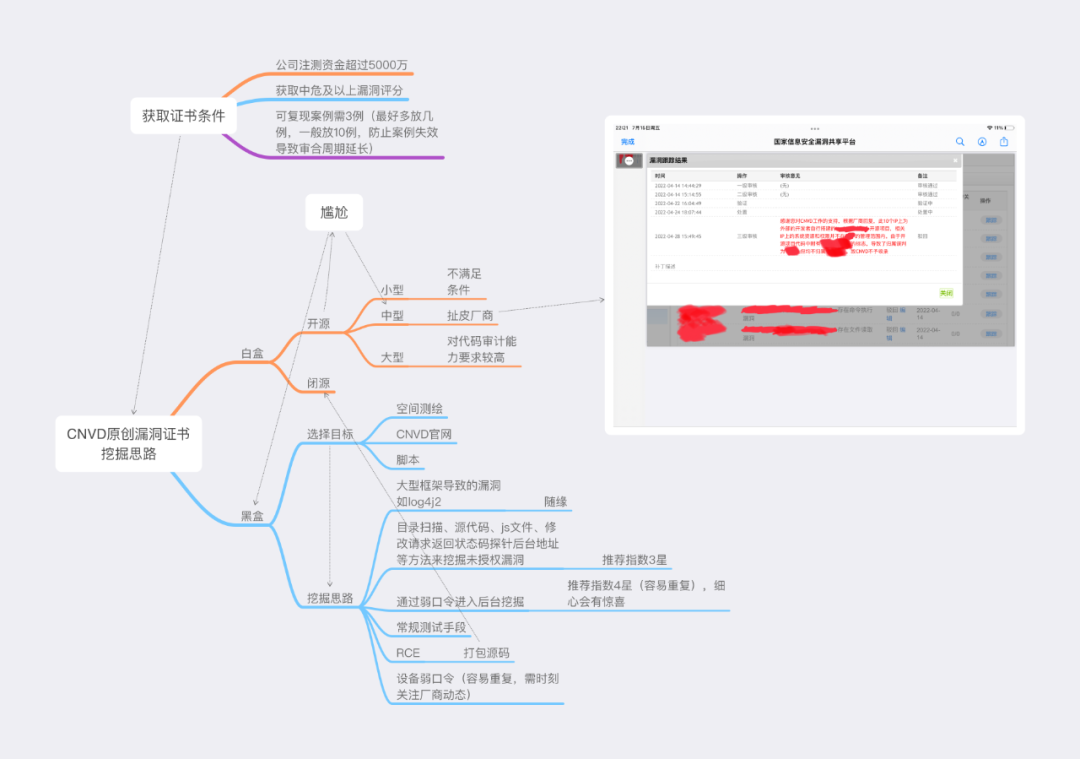 公司注测资金超过5000万
获取证书条件
获取中危及以上漏洞评分
可复现案例需3例（最好多放几
例，一般放10例，防止案例失效
导致审合周期延长）
尴尬
CNVD原创漏洞证书
挖掘思路
白盒
开源
小型
不满足
条件
中型
扯皮厂商
大型
对代码审计能
力要求较高
闭源
黑盒
选择目标
空间测绘
CNVD官网
脚本
挖掘思路
大型框架导致的漏洞
如log4j2
随缘
目录扫描、源代码、js文件、修
改请求返回状态码探针后台地址
等方法来挖掘未授权漏洞
推荐指数3星
通过弱口令进入后台挖掘
推荐指数4星（容易重复），细
心会有惊喜
常规测试手段
RCE
打包源码
设备弱口令（容易重复，需时刻
关注厂商动态）
22:21 7月18日周五
完成
国家信息安全漏洞共享平台
漏洞跟踪结果
时间 操作 审核意见 备注
2022-04-14 14:44:29 一级审核 (无) 审核通过
2022-04-14 15:14:55 二级审核 (无) 审核通过
2022-04-22 16:04:49 验证 验证中
2022-04-24 18:07:44 处置 处置中
2022-04-28 15:49:45 三级审核 驳回
补丁描述
关闭
操作